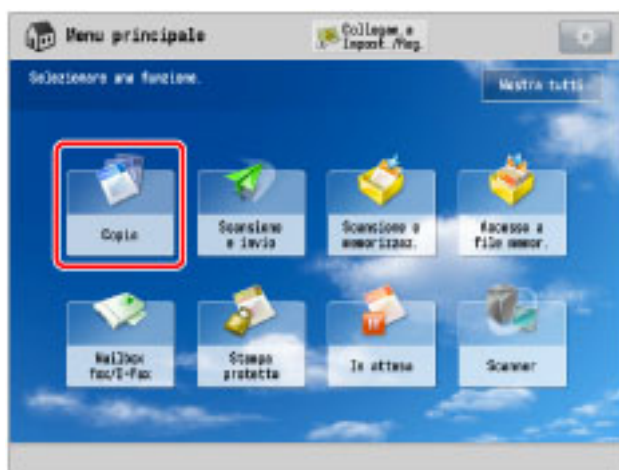 Menu principale
Collegam. a
Impost./Reg.
Selezionare una funzione.
Mostra tutti
Copia
Scansione
e invio
Scansione e
memorizzaz.
Accesso a
file memor.
Mailbox
fax/I-Fax
Stampa
protetta
In attesa
Scanner